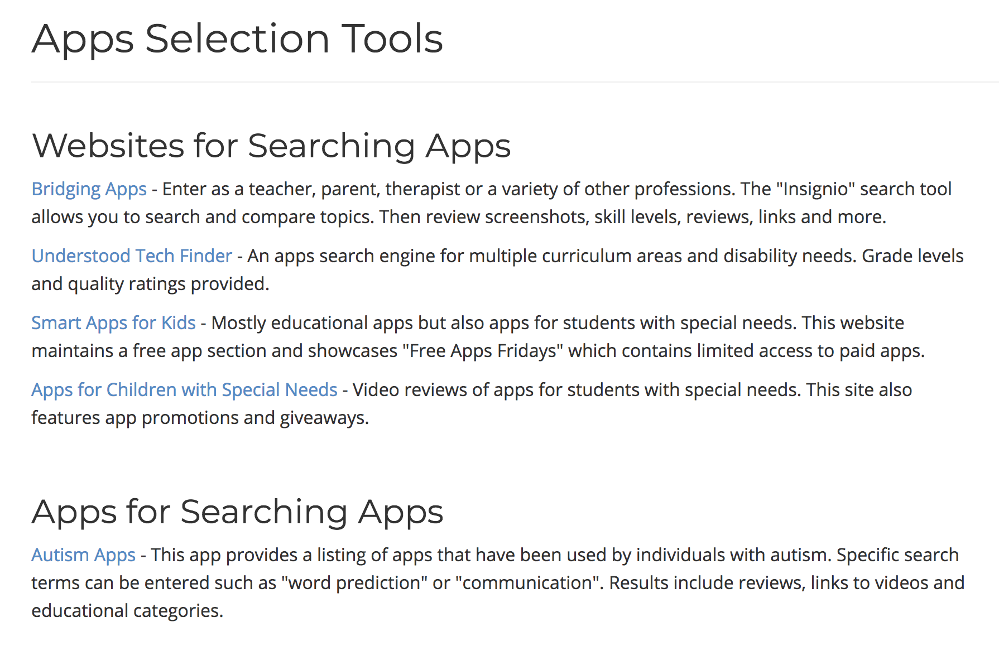 Apps Selection Tools
Websites for Searching Apps
Bridging Apps - Enter as a teacher, parent, therapist or a variety of other professions. The "Insignio" search tool
allows you to search and compare topics. Then review screenshots, skill levels, reviews, links and more.
Understood Tech Finder - An apps search engine for multiple curriculum areas and disability needs. Grade levels
and quality ratings provided.
Smart Apps for Kids - Mostly educational apps but also apps for students with special needs. This website
maintains a free app section and showcases "Free Apps Fridays" which contains limited access to paid apps.
Apps for Children with Special Needs - Video reviews of apps for students with special needs. This site also
features app promotions and giveaways.
Apps for Searching Apps
Autism Apps - This app provides a listing of apps that have been used by individuals with autism. Specific search
terms can be entered such as "word prediction" or "communication". Results include reviews, links to videos and
educational categories.